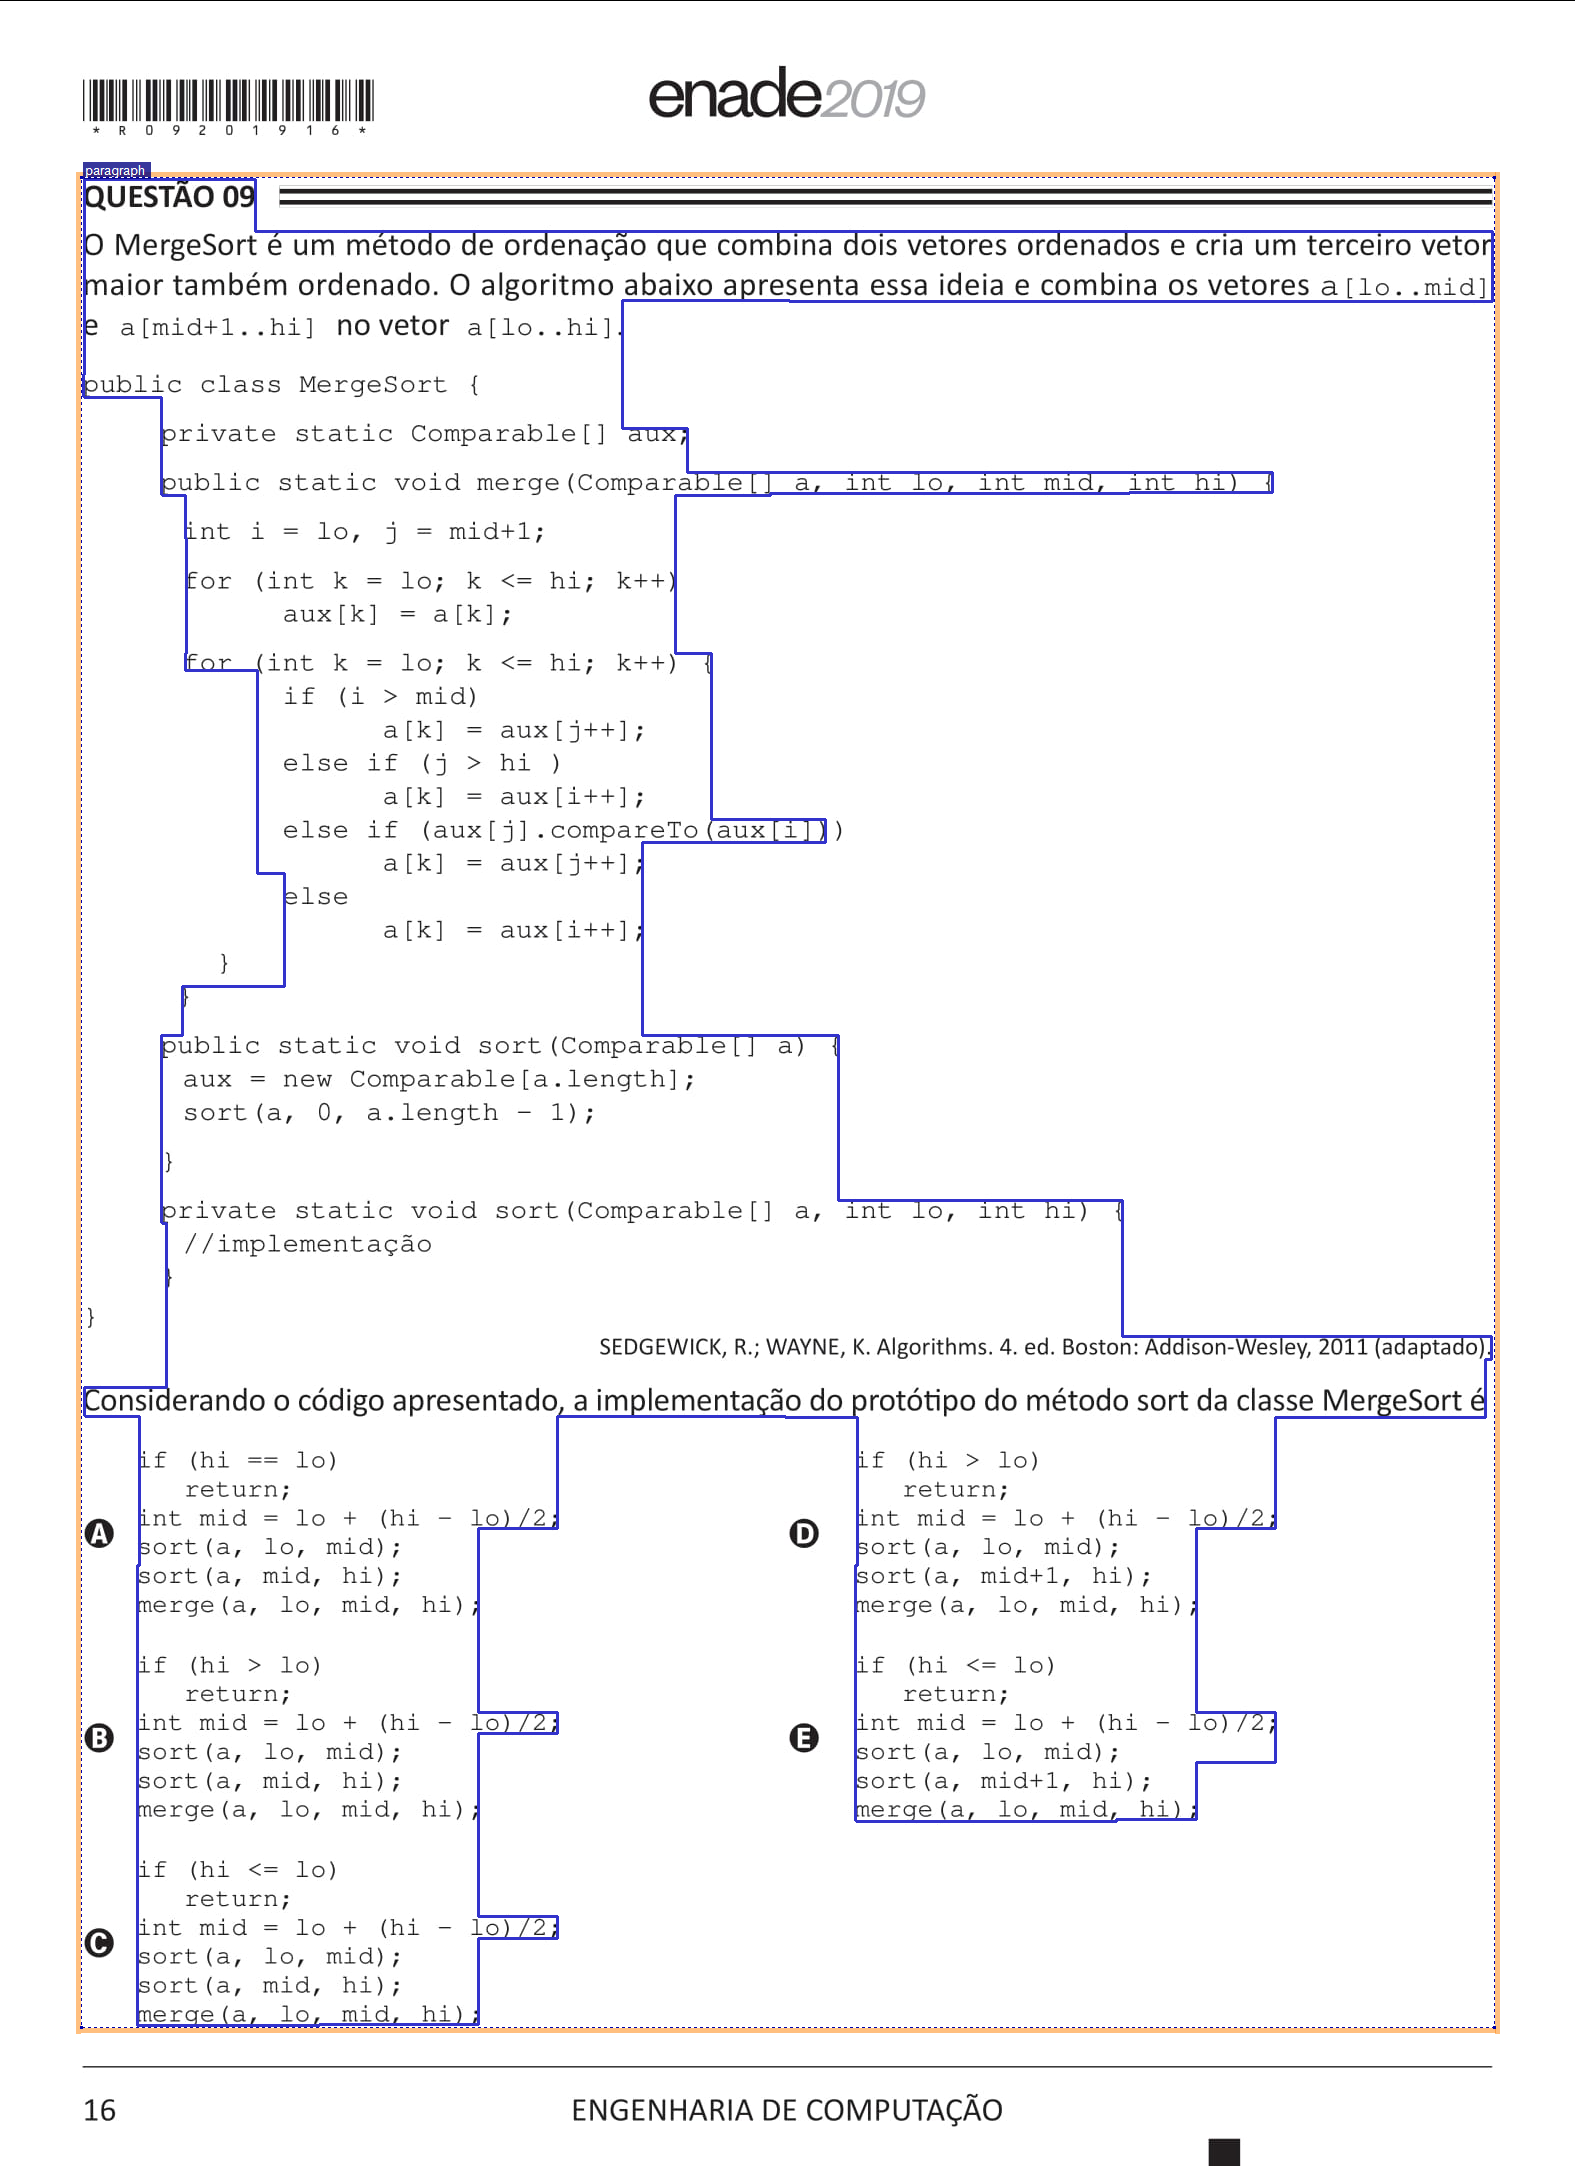 *R09201916*
enade2019
paragraph
QUESTÃO 09
O MergeSort é um método de ordenação que combina dois vetores ordenados e cria um terceiro vetor
maior também ordenado. O algoritmo abaixo apresenta essa ideia e combina os vetores a[lo..mid]
e a[mid+1..hi] no vetor a[lo..hi].
public class MergeSort {
private static Comparable[] aux;
public static void merge(Comparable[] a, int lo, int mid, int hi) {
int i = lo, j = mid+1;
for (int k = lo; k <= hi; k++)
aux[k] = a[k];
for (int k = lo; k <= hi; k++) {
if (i > mid)
a[k] = aux[j++];
else if (j > hi )
a[k] = aux[i++];
else if (aux[j].compareTo(aux[i]))
a[k] = aux[j++];
else
a[k] = aux[i++];
}
}
public static void sort(Comparable[] a) {
aux = new Comparable[a.length];
sort(a, 0, a.length - 1);
}
private static void sort(Comparable[] a, int lo, int hi) {
//implementação
}
}
SEDGEWICK, R.; WAYNE, K. Algorithms. 4. ed. Boston: Addison-Wesley, 2011 (adaptado).
Considerando o código apresentado, a implementação do protótipo do método sort da classe MergeSort é
A
if (hi == lo)
return;
int mid = lo + (hi - lo)/2;
sort(a, lo, mid);
sort(a, mid, hi);
merge(a, lo, mid, hi);
B
if (hi > lo)
return;
int mid = lo + (hi - lo)/2;
sort(a, lo, mid);
sort(a, mid, hi);
merge(a, lo, mid, hi);
C
if (hi <= lo)
return;
int mid = lo + (hi - lo)/2;
sort(a, lo, mid);
sort(a, mid, hi);
merge(a, lo, mid, hi);
D
if (hi > lo)
return;
int mid = lo + (hi - lo)/2;
sort(a, lo, mid);
sort(a, mid+1, hi);
merge(a, lo, mid, hi);
E
if (hi <= lo)
return;
int mid = lo + (hi - lo)/2;
sort(a, lo, mid);
sort(a, mid+1, hi);
merge(a, lo, mid, hi);
16
ENGENHARIA DE COMPUTAÇÃO